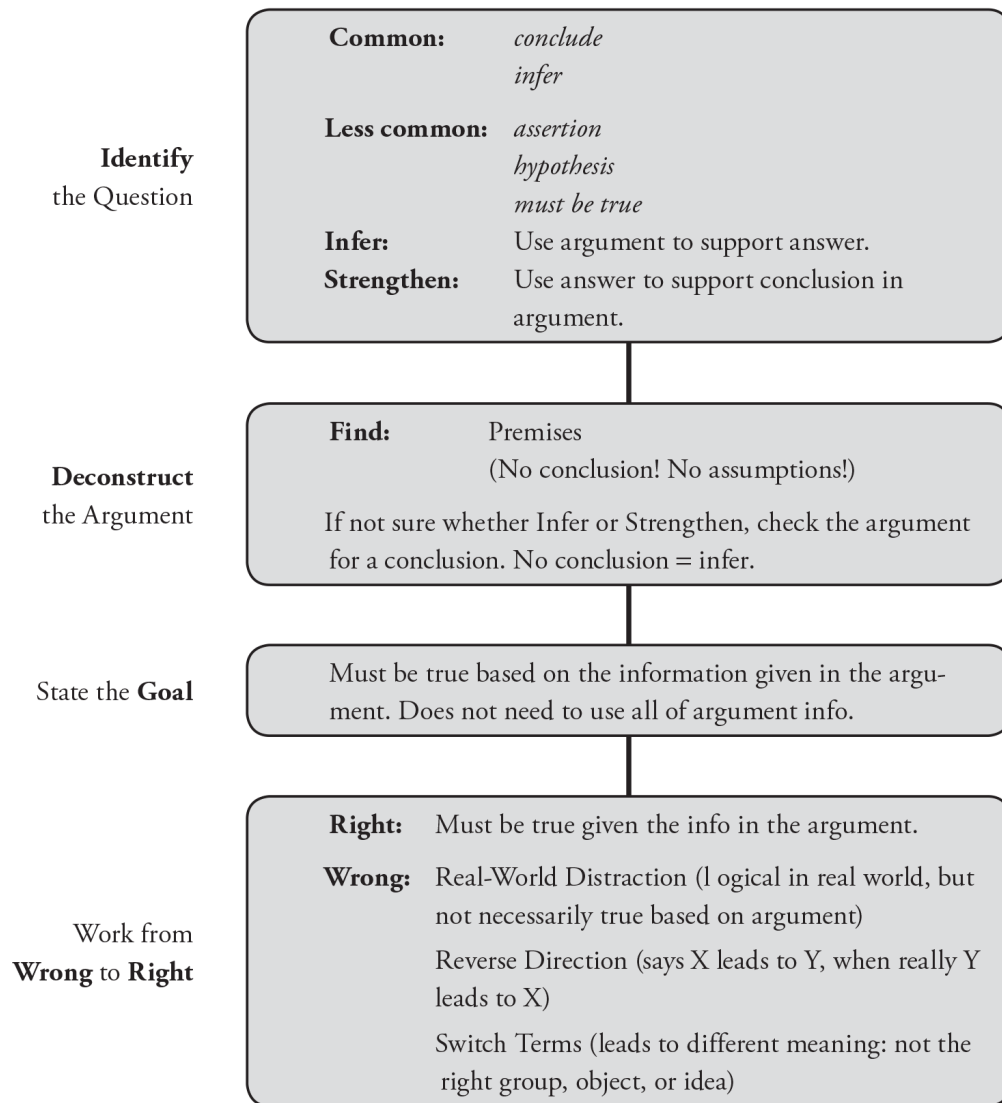 Identify
the Question
Common: conclude
infer
Less common: assertion
hypothesis
must be true
Infer: Use argument to support answer.
Strengthen: Use answer to support conclusion in
argument.
Deconstruct
the Argument
Find: Premises
(No conclusion! No assumptions!)
If not sure whether Infer or Strengthen, check the argument
for a conclusion. No conclusion = infer.
State the Goal
Must be true based on the information given in the argu-
ment. Does not need to use all of argument info.
Work from
Wrong to Right
Right: Must be true given the info in the argument.
Wrong: Real-World Distraction (l ogical in real world, but
not necessarily true based on argument)
Reverse Direction (says X leads to Y, when really Y
leads to X)
Switch Terms (leads to different meaning: not the
right group, object, or idea)